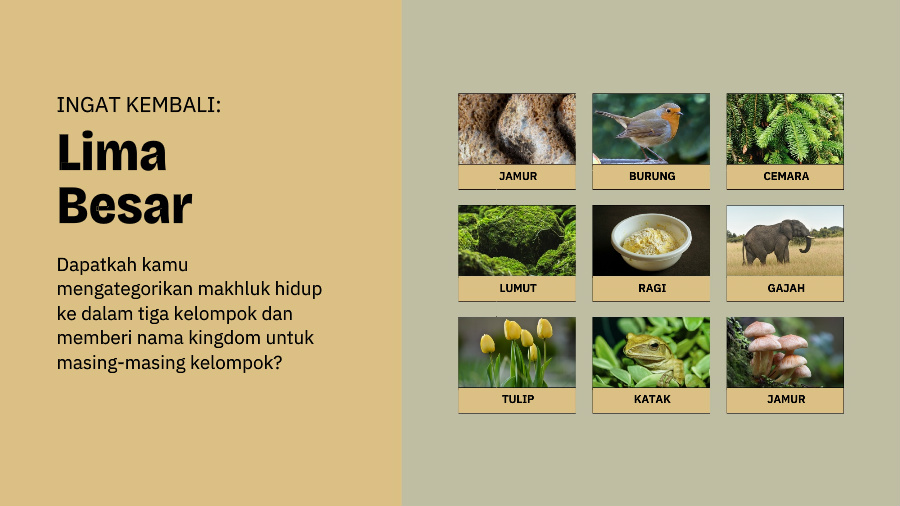 INGAT KEMBALI:
Lima
Besar
Dapatkah kamu
mengategorikan makhluk hidup
ke dalam tiga kelompok dan
memberi nama kingdom untuk
masing-masing kelompok?
JAMUR
BURUNG
CEMARA
LUMUT
RAGI
GAJAH
TULIP
KATAK
JAMUR